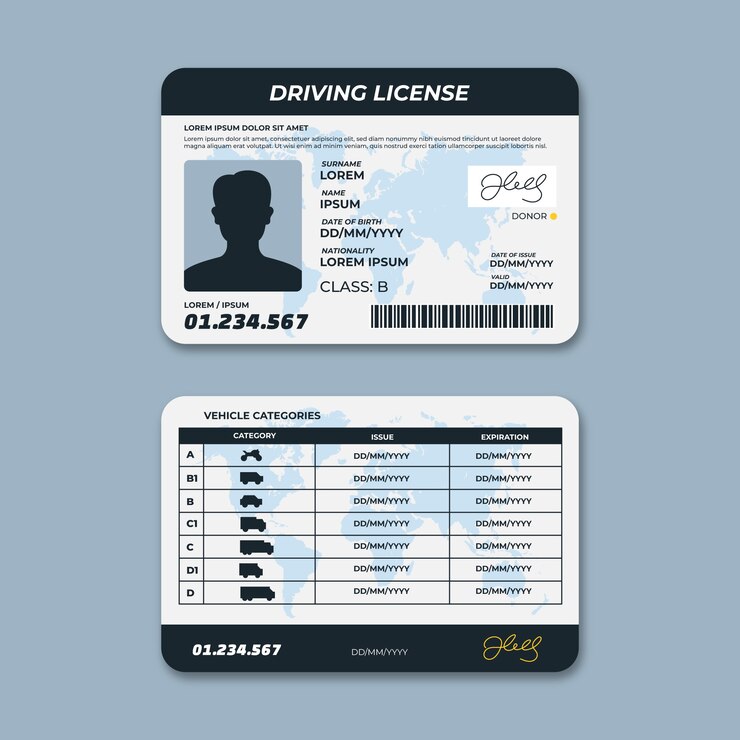 DRIVING LICENSE
LOREM IPSUM DOLOR SIT AMET
Lorem ipsum dolor sit amet, consectetuer adipiscing elit, sed diam nonummy nibh euismod tincidunt
ut laoreet dolore magna aliquam erat volutpat. Ut wisi enim ad minim veniam, quis nostrud exerci tation.
SURNAME
LOREM
NAME
IPSUM
DATE OF BIRTH
DD/MM/YYYY
NATIONALITY
LOREM IPSUM
CLASS: B
DONOR
DATE OF ISSUE
DD/MM/YYYY
VALID
DD/MM/YYYY
LOREM / IPSUM
01.234.567
VEHICLE CATEGORIES
CATEGORY ISSUE EXPIRATION
A DD/MM/YYYY DD/MM/YYYY
B1 DD/MM/YYYY DD/MM/YYYY
B DD/MM/YYYY DD/MM/YYYY
C1 DD/MM/YYYY DD/MM/YYYY
C DD/MM/YYYY DD/MM/YYYY
D1 DD/MM/YYYY DD/MM/YYYY
D DD/MM/YYYY DD/MM/YYYY
01.234.567 DD/MM/YYYY